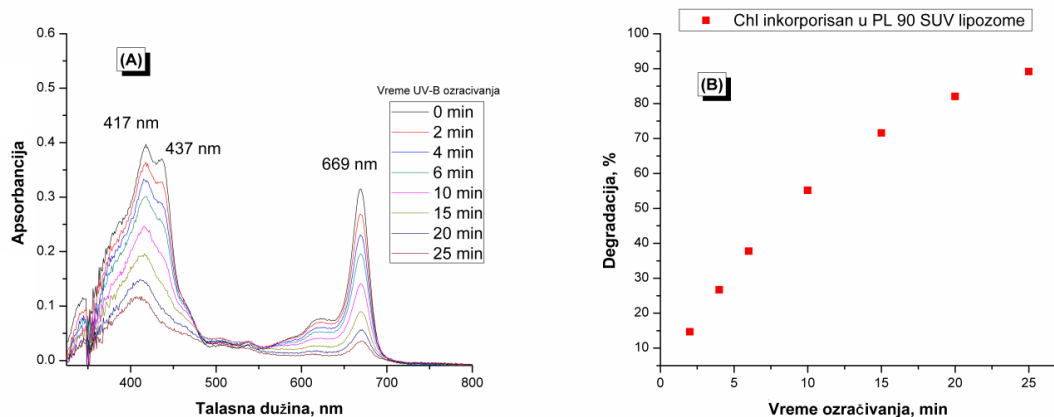 (A)
Vreme UV-B ozracivanja
0 min
2 min
4 min
6 min
10 min
15 min
20 min
25 min
417 nm
437 nm
669 nm
Apsorbancija
0.6
0.5
0.4
0.3
0.2
0.1
0.0
400 500 600 700 800
Talasna dužina, nm
Chl inkorporisan u PL 90 SUV lipozome
(B)
Degradacija, %
100
90
80
70
60
50
40
30
20
10
0 5 10 15 20 25
Vreme ozračivanja, min